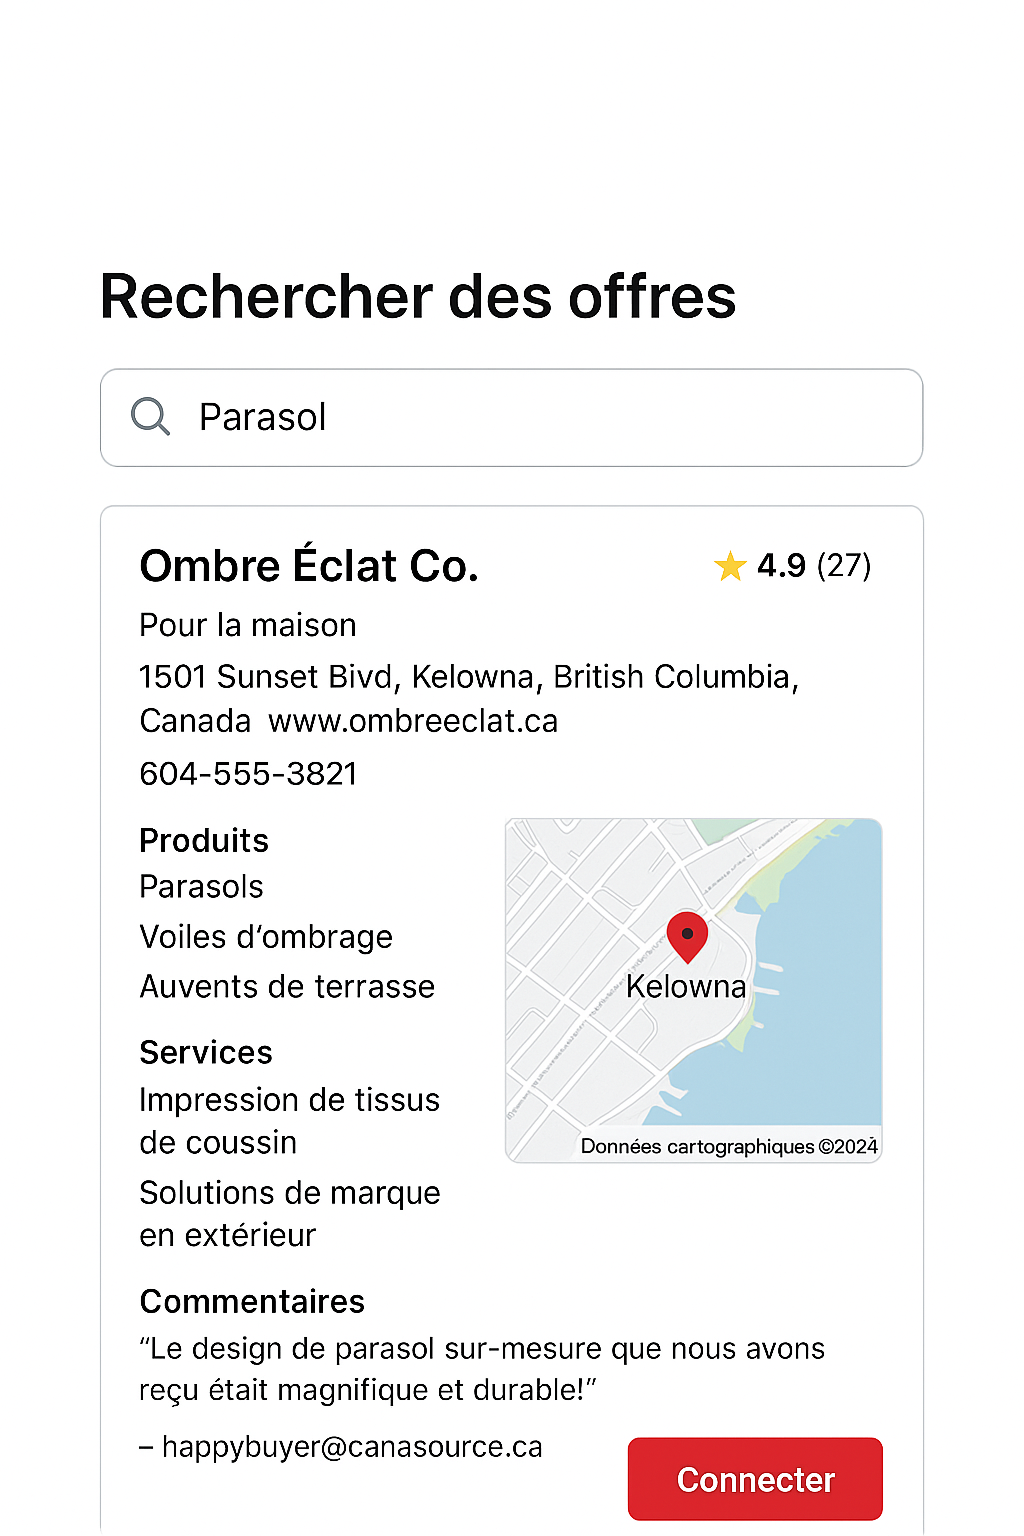 Rechercher des offres
Parasol
Ombre Éclat Co.
★ 4.9 (27)
Pour la maison
1501 Sunset Bivd, Kelowna, British Columbia,
Canada www.ombreeclat.ca
604-555-3821
Produits
Parasols
Voiles d‘ombrage
Auvents de terrasse
Services
Impression de tissus
de coussin
Solutions de marque
en extérieur
Kelowna
Données cartographiques ©2024
Commentaires
“Le design de parasol sur-mesure que nous avons
reçu était magnifique et durable!”
– happybuyer@canasource.ca
Connecter